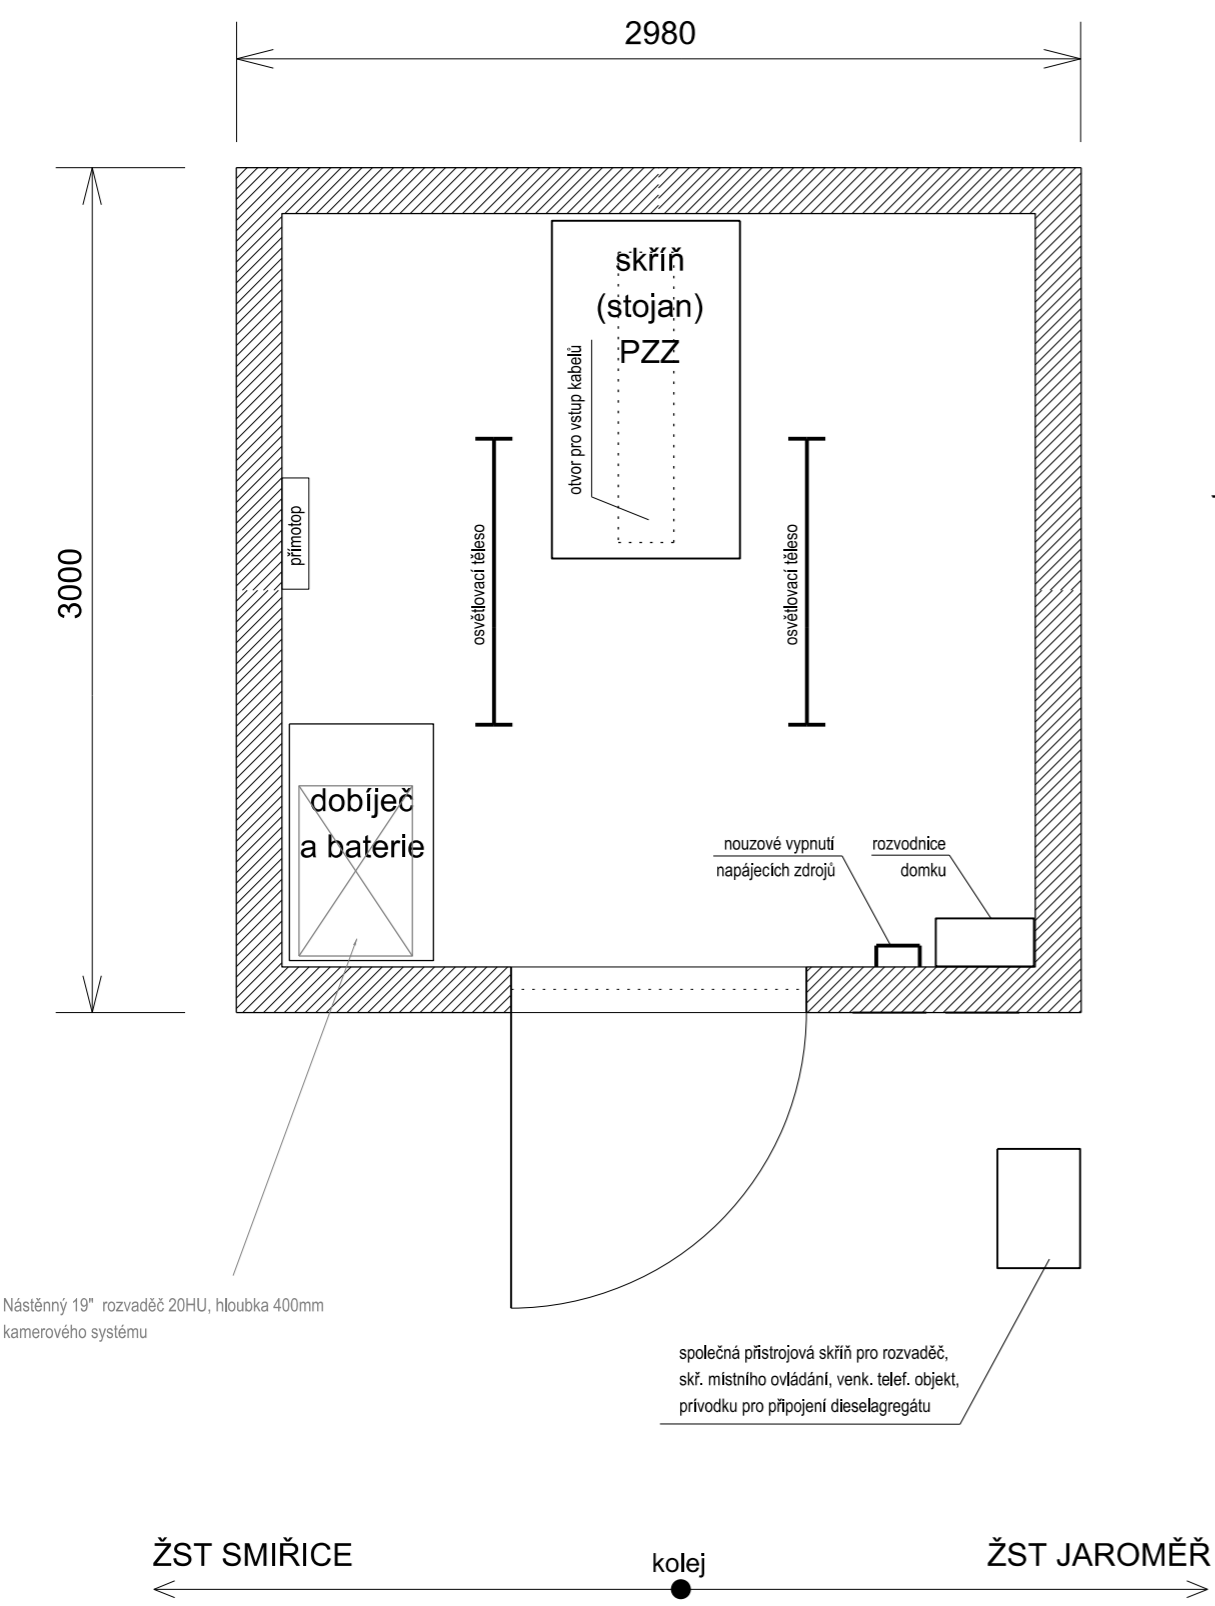 2980
3000
skříň
(stojan)
PZZ
otvor pro vstup kabelů
přímotop
osvětlovací těleso
osvětlovací těleso
dobíječ
a baterie
nouzové vypnutí
napájecích zdrojů
rozvodnice
domku
Nástěnný 19" rozvaděč 20HU, hloubka 400mm
kamerového systému
společná přistrojová skříň pro rozvaděč,
skř. místního ovládání, venk. telef. objekt,
prívodku pro připojení dieselagregátu
ŽST SMIŘICE
kolej
ŽST JAROMĚŘ